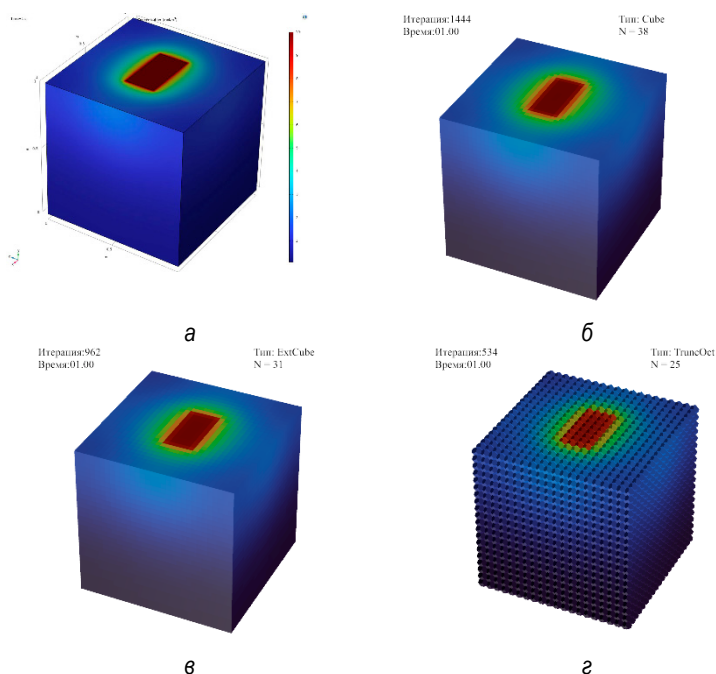 Итерация:1444
Время:01.00
Тип: Cube
N = 38
а
б
Итерация:962
Время:01.00
Тип: ExtCube
N = 31
Итерация:534
Время:01.00
Тип: TruncOct
N = 25
в
г